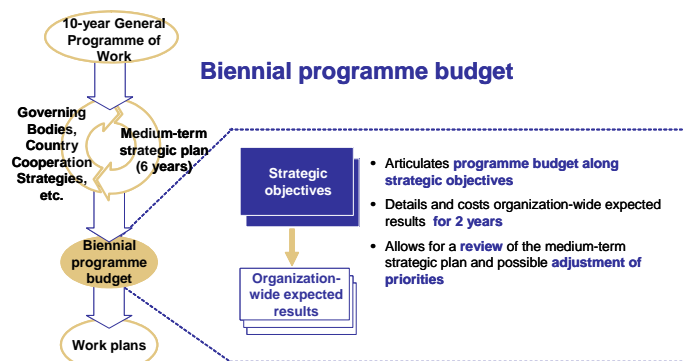 10-year General
Programme of
Work
Biennial programme budget
Governing
Bodies,
Country
Cooperation
Strategies,
etc.
Medium-term
strategic plan
(6 years)
Biennial
programme
budget
Work plans
Strategic
objectives
Organization-
wide expected
results
• Articulates programme budget along
strategic objectives
• Details and costs organization-wide expected
results for 2 years
• Allows for a review of the medium-term
strategic plan and possible adjustment of
priorities